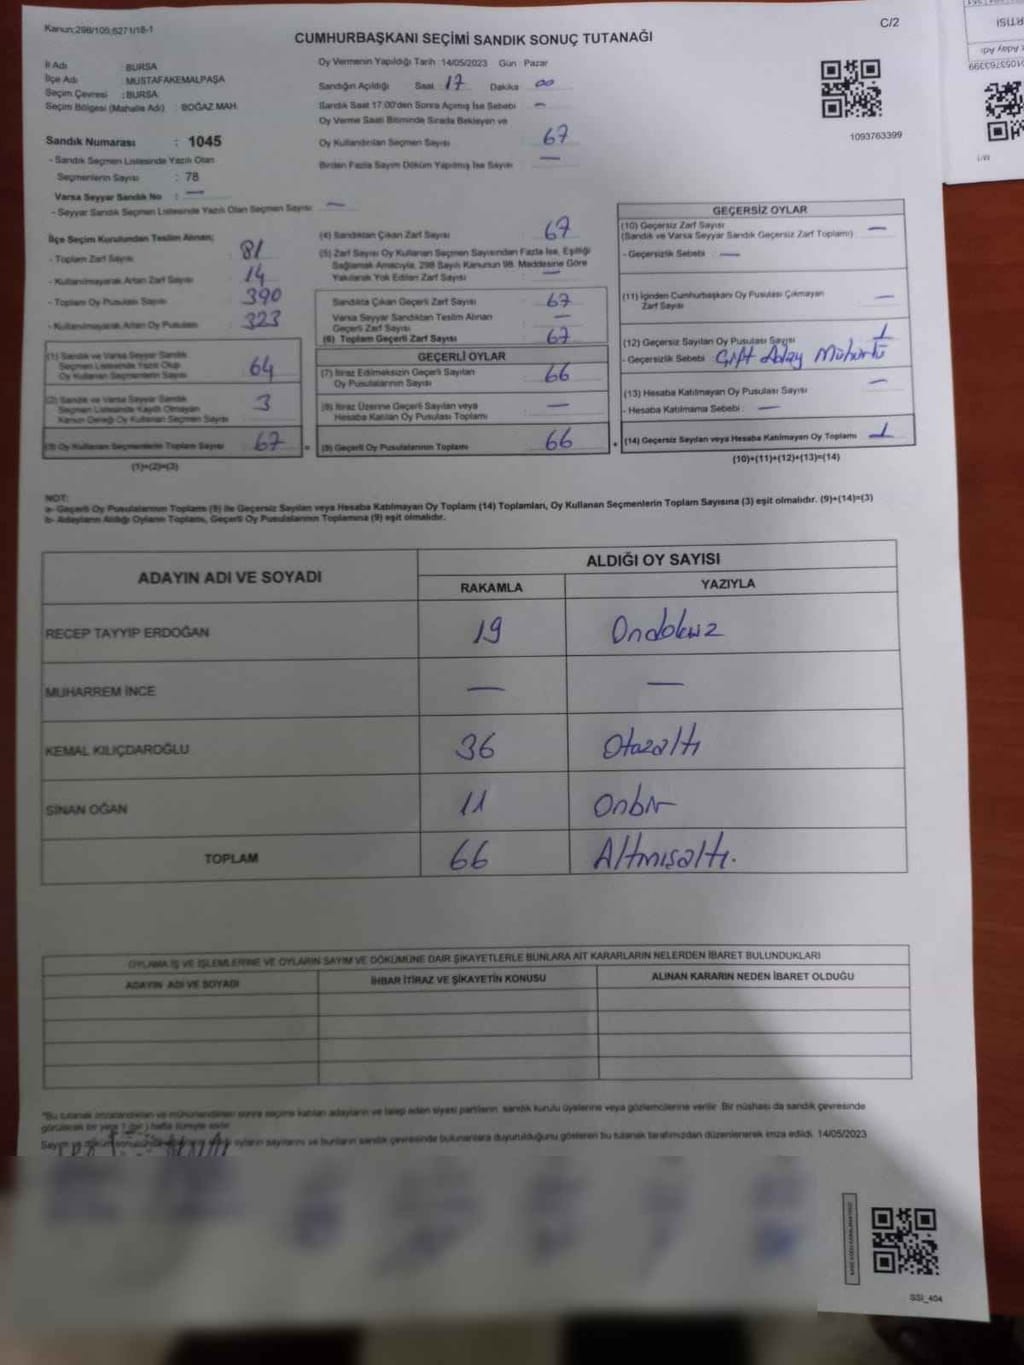 Kanun:298/105,6271/18-1
C/2
CUMHURBAŞKANI SEÇİMİ SANDIK SONUÇ TUTANAĞI
İl Adı : BURSA
İlçe Adı : MUSTAFAKEMALPAŞA
Seçim Çevresi : BURSA
Seçim Bölgesi (Mahalle Adı) : BOĞAZ MAH.
Sandık Numarası : 1045
- Sandık Seçmen Listesinde Yazılı Olan
Seçmenlerin Sayısı : 78
Varsa Seyyar Sandık No : —
- Seyyar Sandık Seçmen Listesinde Yazılı Olan Seçmen Sayısı : —
Oy Vermenin Yapıldığı Tarih :14/05/2023 Gün Pazar
Sandığın Açıldığı Saat : 17 Dakika 00
Sandık Saat 17.00'den Sonra Açılmış İse Sebebi : —
Oy Verme Saati Bitiminde Sırada Bekleyen ve
Oy Kullandırılan Seçmen Sayısı : 67
Birden Fazla Sayım Döküm Yapılmış İse Sayısı : —
1093763399
İlçe Seçim Kurulundan Teslim Alınan;
- Toplam Zarf Sayısı : 81
- Kullanılmayarak Artan Zarf Sayısı : 14
- Toplam Oy Pusulası Sayısı : 390
- Kullanılmayarak Artan Oy Pusulası : 323
(1) Sandık ve Varsa Seyyar Sandık
Seçmen Listesinde Yazılı Olup
Oy Kullanan Seçmenlerin Sayısı : 64
(2) Sandık ve Varsa Seyyar Sandık
Seçmen Listesinde Kayıtlı Olmayan
Kanun Gereği Oy Kullanan Seçmen Sayısı : 3
(3) Oy Kullanan Seçmenlerin Toplam Sayısı : 67
(1)+(2)=(3)
(4) Sandıktan Çıkan Zarf Sayısı : 67
(5) Zarf Sayısı Oy Kullanan Seçmen Sayısından Fazla İse, Eşitliği
Sağlamak Amacıyla, 298 Sayılı Kanunun 98. Maddesine Göre
Yakılarak Yok Edilen Zarf Sayısı : —
Sandıkta Çıkan Geçerli Zarf Sayısı : 67
Varsa Seyyar Sandıktan Teslim Alınan
Geçerli Zarf Sayısı : —
(6) Toplam Geçerli Zarf Sayısı : 67
GEÇERLİ OYLAR
(7) İtiraz Edilmeksizin Geçerli Sayılan
Oy Pusulalarının Sayısı : 66
(8) İtiraz Üzerine Geçerli Sayılan veya
Hesaba Katılan Oy Pusulası Toplamı : —
(9) Geçerli Oy Pusulalarının Toplamı : 66
GEÇERSİZ OYLAR
(10) Geçersiz Zarf Sayısı
(Sandık ve Varsa Seyyar Sandık Geçersiz Zarf Toplamı) : —
- Geçersizlik Sebebi : —
(11) İçinden Cumhurbaşkanı Oy Pusulası Çıkmayan
Zarf Sayısı : —
(12) Geçersiz Sayılan Oy Pusulası Sayısı : 1
- Geçersizlik Sebebi : Çift Aday Mühürlü
(13) Hesaba Katılmayan Oy Pusulası Sayısı : —
- Hesaba Katılmama Sebebi : —
(14) Geçersiz Sayılan veya Hesaba Katılmayan Oy Toplamı : 1
(10)+(11)+(12)+(13)=(14)
NOT:
a- Geçerli Oy Pusulalarının Toplamı (9) ile Geçersiz Sayılan veya Hesaba Katılmayan Oy Toplamı (14) Toplamları, Oy Kullanan Seçmenlerin Toplam Sayısına (3) eşit olmalıdır. (9)+(14)=(3)
b- Adayların Aldığı Oyların Toplamı, Geçerli Oy Pusulalarının Toplamına (9) eşit olmalıdır.
ADAYIN ADI VE SOYADI ALDIĞI OY SAYISI
RAKAMLA YAZIYLA
RECEP TAYYİP ERDOĞAN 19 Ondokuz
MUHARREM İNCE — —
KEMAL KILIÇDAROĞLU 36 Otuzaltı
SİNAN OĞAN 11 Onbir
TOPLAM 66 Altmışaltı.
OYLAMA İŞ VE İŞLEMLERİNE VE OYLARIN SAYIM VE DÖKÜMÜNE DAİR ŞİKAYETLERLE BUNLARA AİT KARARLARIN NELERDEN İBARET BULUNDUKLARI
ADAYIN ADI VE SOYADI İHBAR İTİRAZ VE ŞİKAYETİN KONUSU ALINAN KARARIN NEDEN İBARET OLDUĞU
"Bu tutanak imzalandıktan ve mühürlendikten sonra seçime katılan adayların ve talep eden siyasi partilerin sandık kurulu üyelerine veya gözlemcilerine verilir. Bir nüshası da sandık çevresinde
görülecek bir yere 1 (bir) hafta süreyle asılır.
oyların sayılarını ve bunların sandık çevresinde bulunanlara duyurulduğunu gösteren bu tutanak tarafımızdan düzenlenerek imza edildi. 14/05/2023
SSİ_404